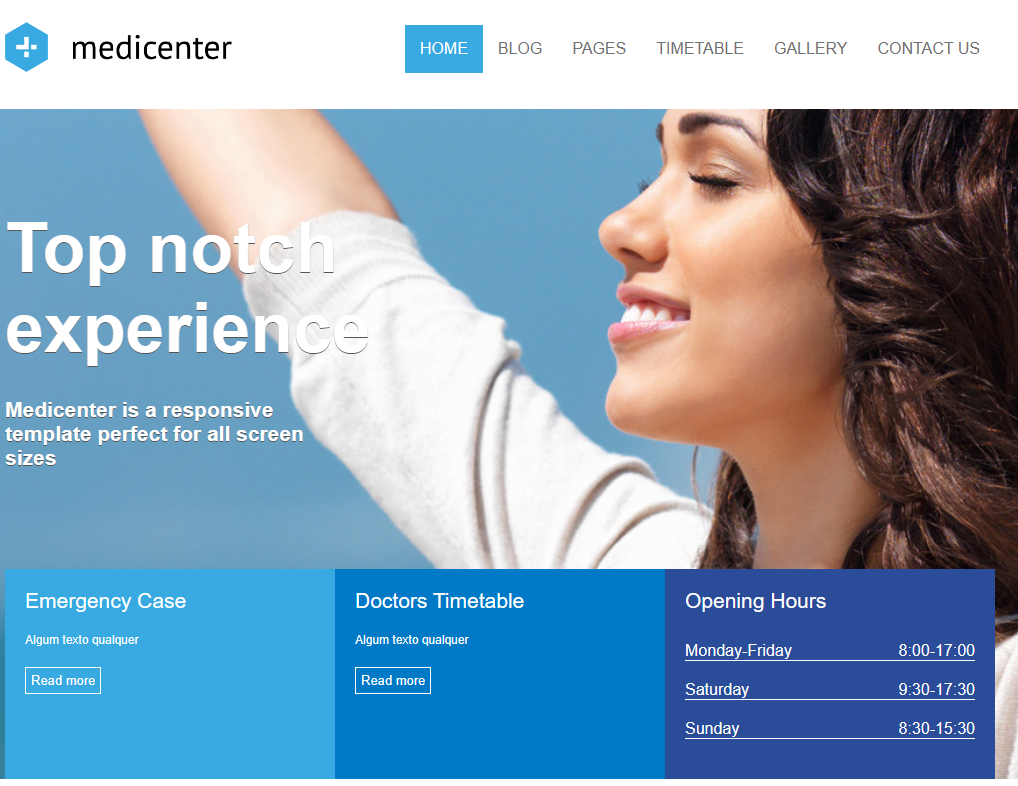 medicenter
HOME BLOG PAGES TIMETABLE GALLERY CONTACT US
Top notch
experience
Medicenter is a responsive
template perfect for all screen
sizes
Emergency Case
Algum texto qualquer
Read more
Doctors Timetable
Algum texto qualquer
Read more
Opening Hours
Monday-Friday 8:00-17:00
Saturday 9:30-17:30
Sunday 8:30-15:30